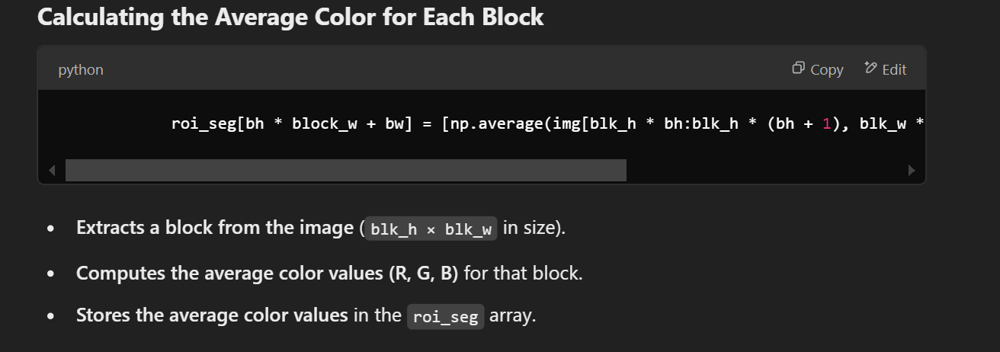 Calculating the Average Color for Each Block
python
Copy
Edit
roi_seg[bh * block_w + bw] = [np.average(img[blk_h * bh:blk_h * (bh + 1), blk_w *
• Extracts a block from the image (blk_h × blk_w in size).
• Computes the average color values (R, G, B) for that block.
• Stores the average color values in the roi_seg array.